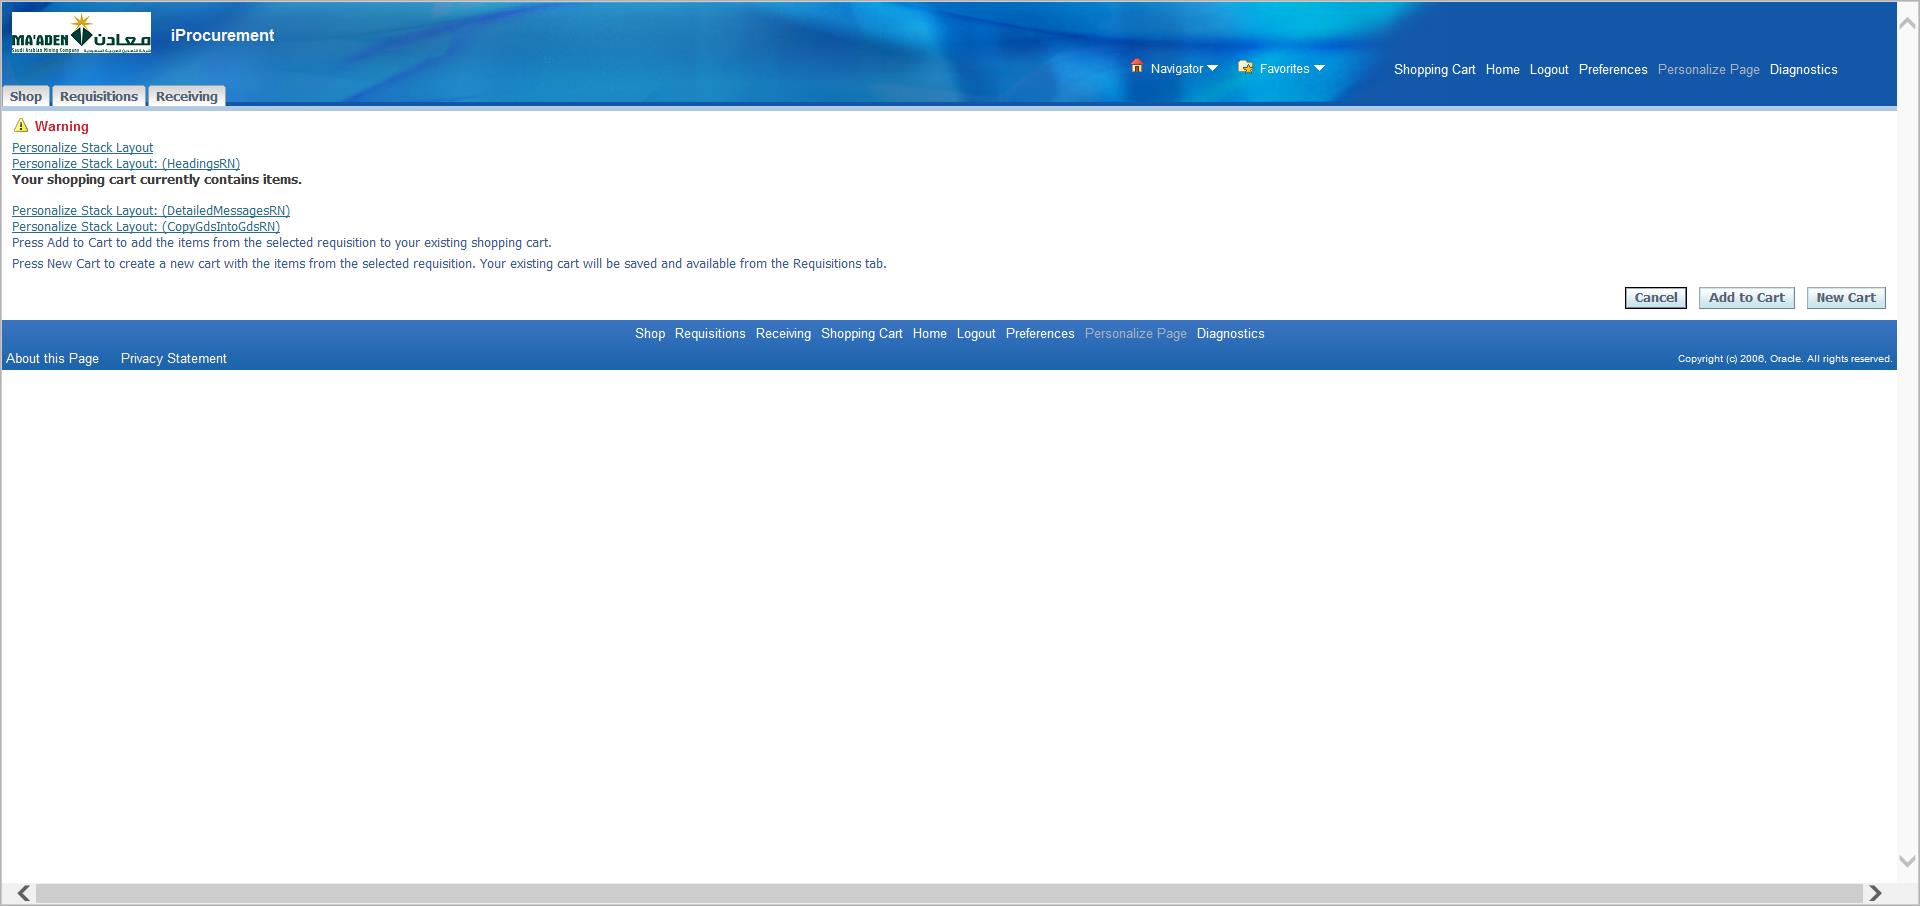 MA'ADEN معادن
Saudi Arabian Mining Company شركة التعدين العربية السعودية
iProcurement
Navigator Favorites Shopping Cart Home Logout Preferences Personalize Page Diagnostics
Shop Requisitions Receiving
Warning
Personalize Stack Layout
Personalize Stack Layout: (HeadingsRN)
Your shopping cart currently contains items.
Personalize Stack Layout: (DetailedMessagesRN)
Personalize Stack Layout: (CopyGdsIntoGdsRN)
Press Add to Cart to add the items from the selected requisition to your existing shopping cart.
Press New Cart to create a new cart with the items from the selected requisition. Your existing cart will be saved and available from the Requisitions tab.
Cancel Add to Cart New Cart
Shop Requisitions Receiving Shopping Cart Home Logout Preferences Personalize Page Diagnostics
About this Page Privacy Statement Copyright (c) 2006, Oracle. All rights reserved.